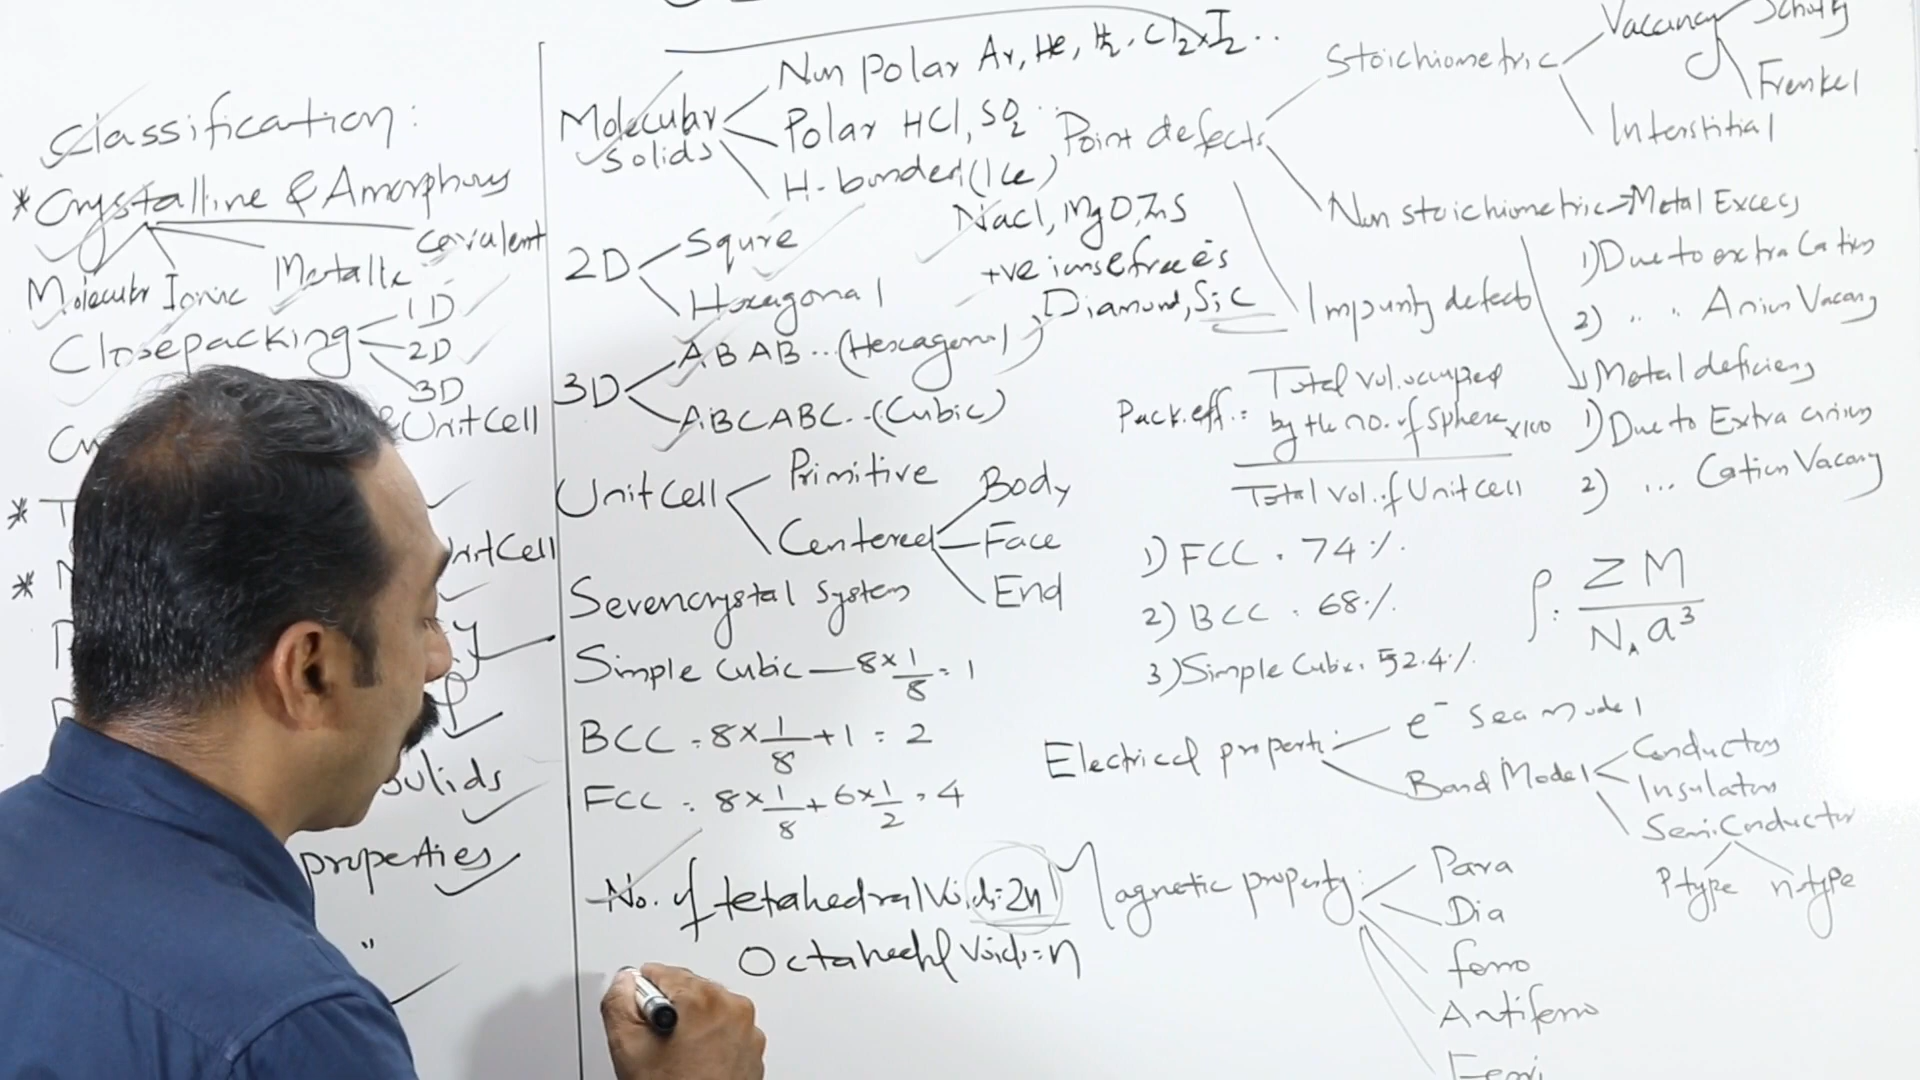 Classification:
* Crystalline & Amorphous
Molecular Ionic Metallic Covalent
Closepacking
1D
2D
3D
& Unit Cell
*
Unit Cell
*
Solids
properties
"
Molecular
Solids
Non Polar Ar, He, H2, Cl2, I2 ..
Polar HCl, SO2 ..
H-bonded (Ice)
2D
Squre
Hexagonal
NaCl, MgO, ZnS
+ve ions & free e's
Diamond, SiC
3D
ABAB... (Hexagonal)
ABCABC.. (Cubic)
Unit Cell
Primitive
Centered
Body
Face
End
Seven crystal System
Simple Cubic — 8 × 1/8 = 1
BCC = 8 × 1/8 + 1 = 2
FCC = 8 × 1/8 + 6 × 1/2 = 4
No. of tetahedral Voids = 2n
Octahedl Voids = n
Point defects
Stoichiometric
Vacancy
Frenkel
Interstitial
Non stoichiometric → Metal Excess
1) Due to extra Cations
2) " " Anion Vacancy
Metal deficiency
1) Due to Extra anions
2) ... Cation Vacancy
Impurity defects
Pack. eff. = Total Vol. occupied by the no. of Sphere × 100
Total Vol. of Unit cell
1) FCC = 74%.
2) BCC = 68%.
3) Simple Cubic = 52.4%.
ρ = Z M / NA a³
Electrical property:
e⁻ Sea model
Band Model
Conductors
Insulators
Semi Conductor
P type n-type
Magnetic property:
Para
Dia
ferro
Antiferro
Ferri